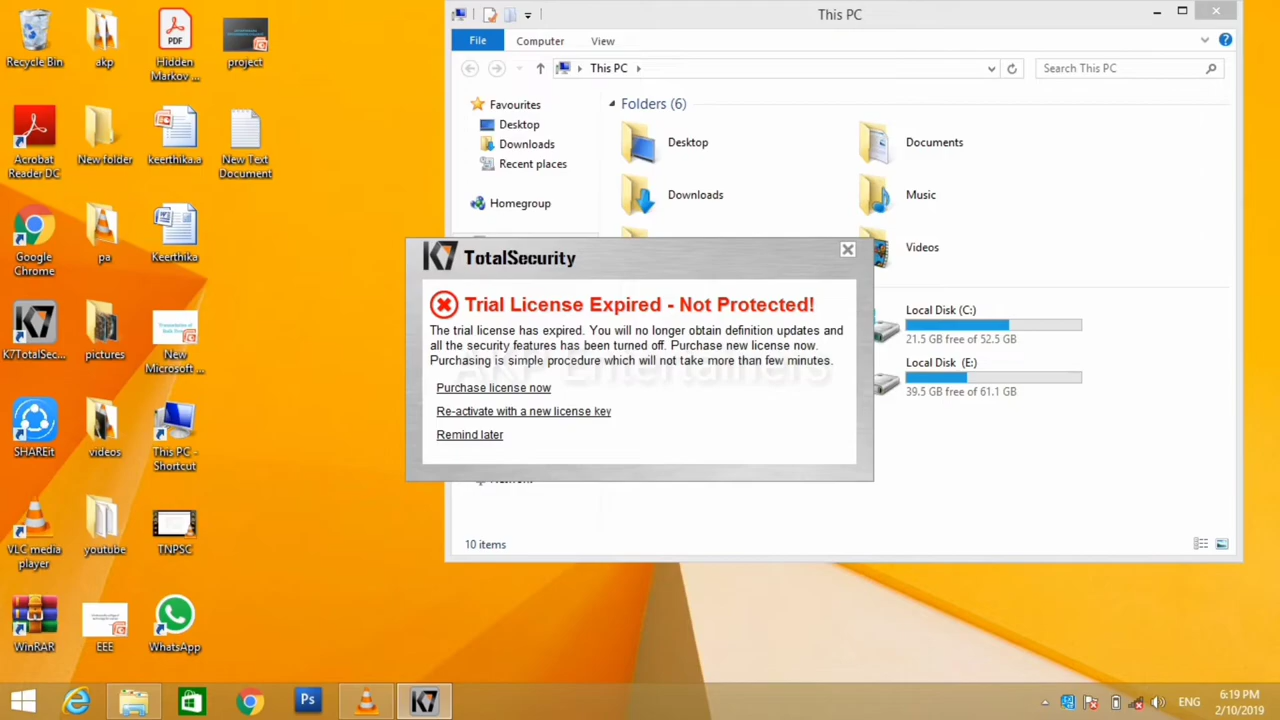 Recycle Bin
akp
Hidden
Markov ...
project
Acrobat
Reader DC
New folder
keerthika.a
New Text
Document
Google
Chrome
pa
Keerthika
K7TotalSec...
pictures
New
Microsoft ...
SHAREit
videos
This PC -
Shortcut
VLC media
player
youtube
TNPSC
WinRAR
EEE
WhatsApp
PDF
This PC
File
Computer
View
This PC
Search This PC
Favourites
Desktop
Downloads
Recent places
Homegroup
Folders (6)
Desktop
Documents
Downloads
Music
Videos
Local Disk (C:)
21.5 GB free of 52.5 GB
Local Disk (E:)
39.5 GB free of 61.1 GB
Network
10 items
K7 TotalSecurity
Trial License Expired - Not Protected!
The trial license has expired. You will no longer obtain definition updates and
all the security features has been turned off. Purchase new license now.
Purchasing is simple procedure which will not take more than few minutes.
AKP Entertainers
Purchase license now
Re-activate with a new license key
Remind later
Ps
K7
ENG
6:19 PM
2/10/2019